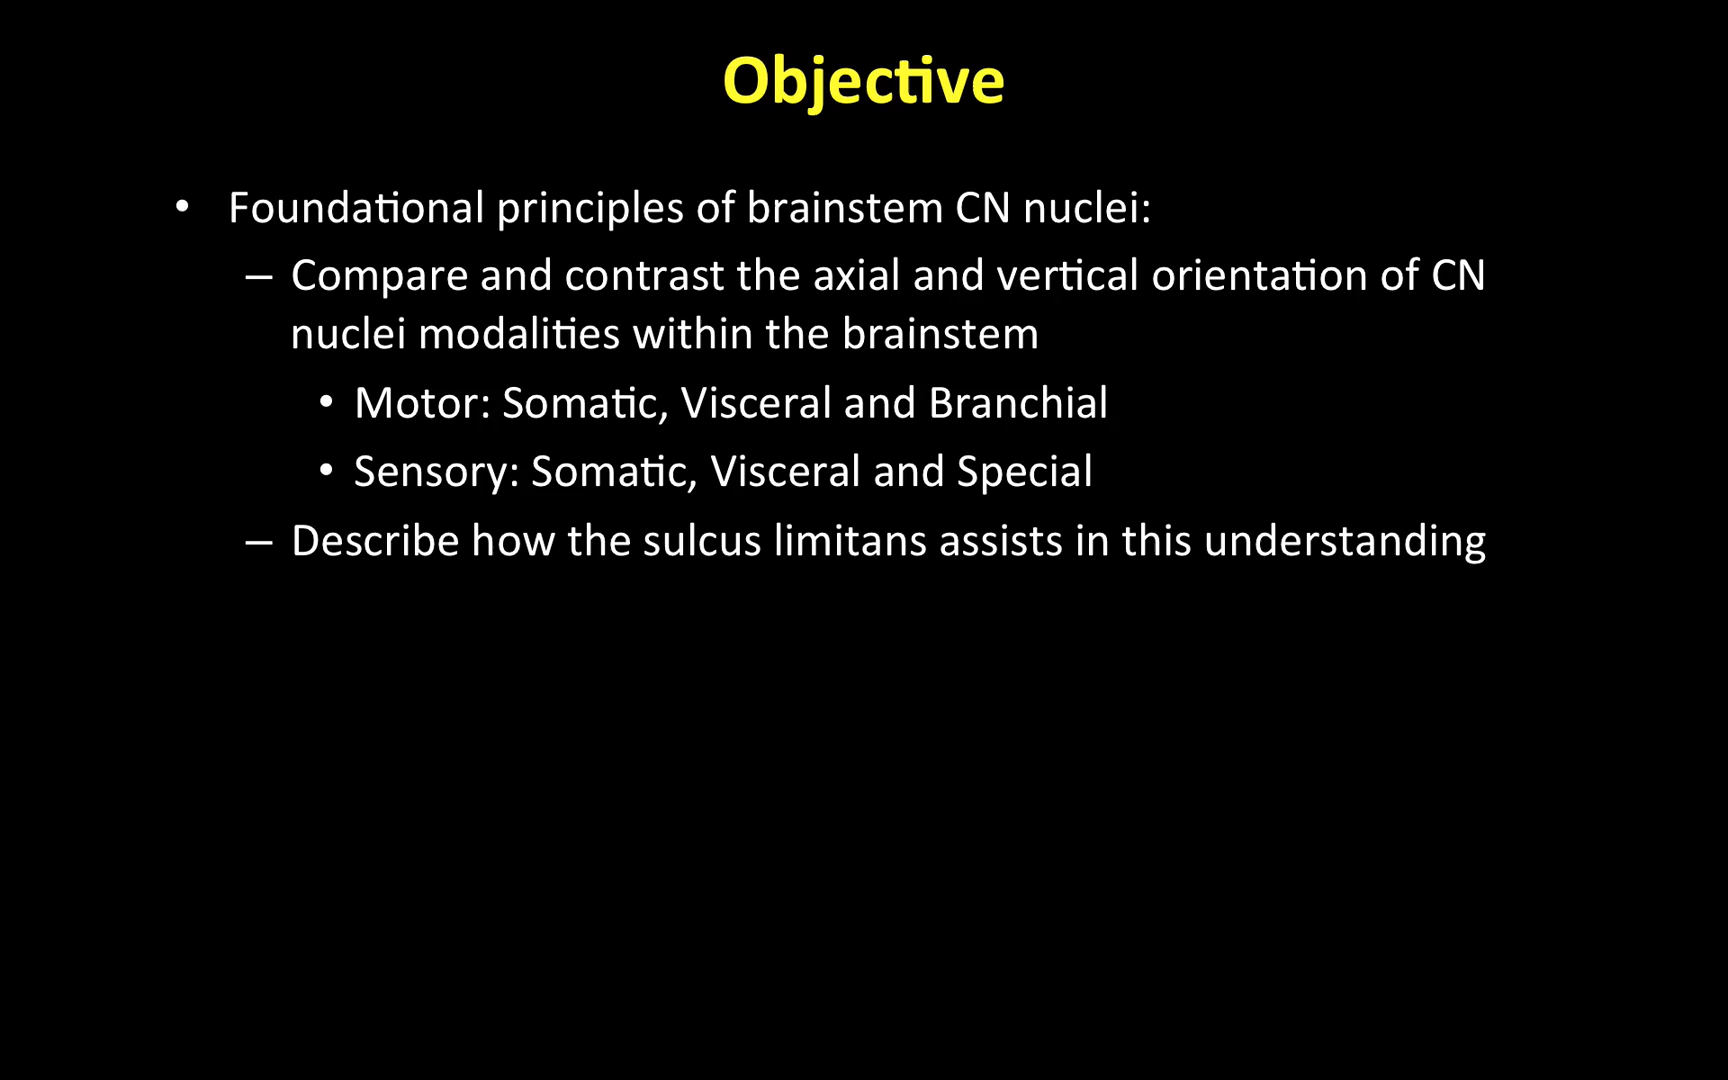 Objective
• Foundational principles of brainstem CN nuclei:
– Compare and contrast the axial and vertical orientation of CN
nuclei modalities within the brainstem
• Motor: Somatic, Visceral and Branchial
• Sensory: Somatic, Visceral and Special
– Describe how the sulcus limitans assists in this understanding